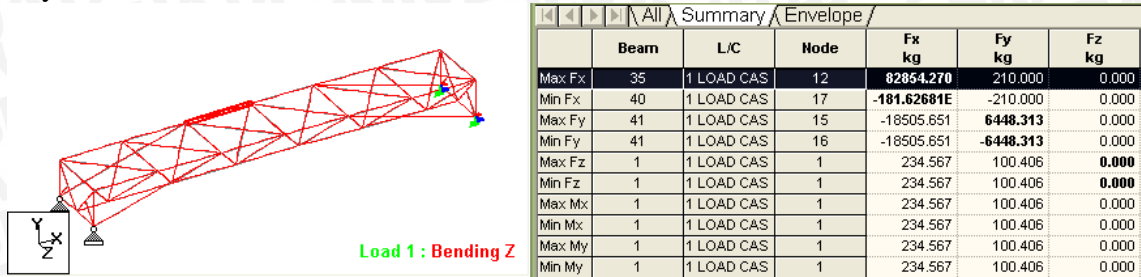 All Summary Envelope
Beam L/C Node Fx kg Fy kg Fz kg
Max Fx 35 1 LOAD CAS 12 82854.270 210.000 0.000
Min Fx 40 1 LOAD CAS 17 -181.62681E -210.000 0.000
Max Fy 41 1 LOAD CAS 15 -18505.651 6448.313 0.000
Min Fy 41 1 LOAD CAS 16 -18505.651 -6448.313 0.000
Max Fz 1 1 LOAD CAS 1 234.567 100.406 0.000
Min Fz 1 1 LOAD CAS 1 234.567 100.406 0.000
Max Mx 1 1 LOAD CAS 1 234.567 100.406 0.000
Min Mx 1 1 LOAD CAS 1 234.567 100.406 0.000
Max My 1 1 LOAD CAS 1 234.567 100.406 0.000
Min My 1 1 LOAD CAS 1 234.567 100.406 0.000
Y
X
Z
Load 1 : Bending Z